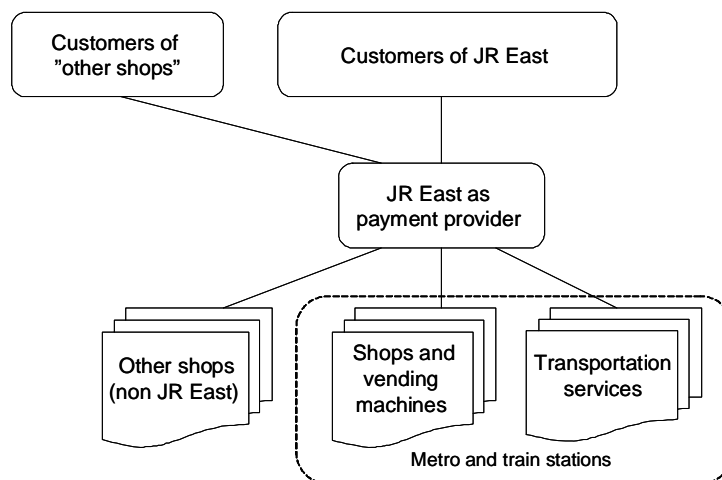 Customers of
”other shops”
Customers of JR East
JR East as
payment provider
Other shops
(non JR East)
Shops and
vending
machines
Transportation
services
Metro and train stations